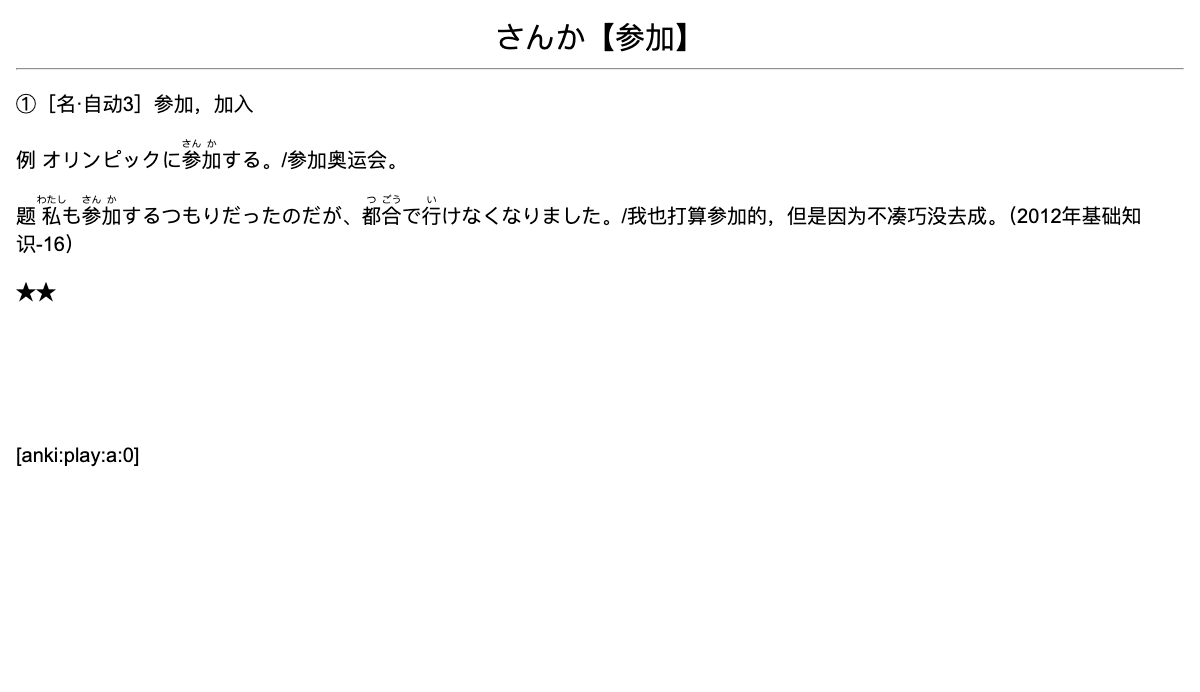 さんか【参加】
①［名·自动3］参加，加入
さん か
例 オリンピックに参加する。/参加奥运会。
わたし さん か つ ごう い
题 私も参加するつもりだったのだが、都合で行けなくなりました。/我也打算参加的，但是因为不凑巧没去成。（2012年基础知
识-16）
★★
[anki:play:a:0]